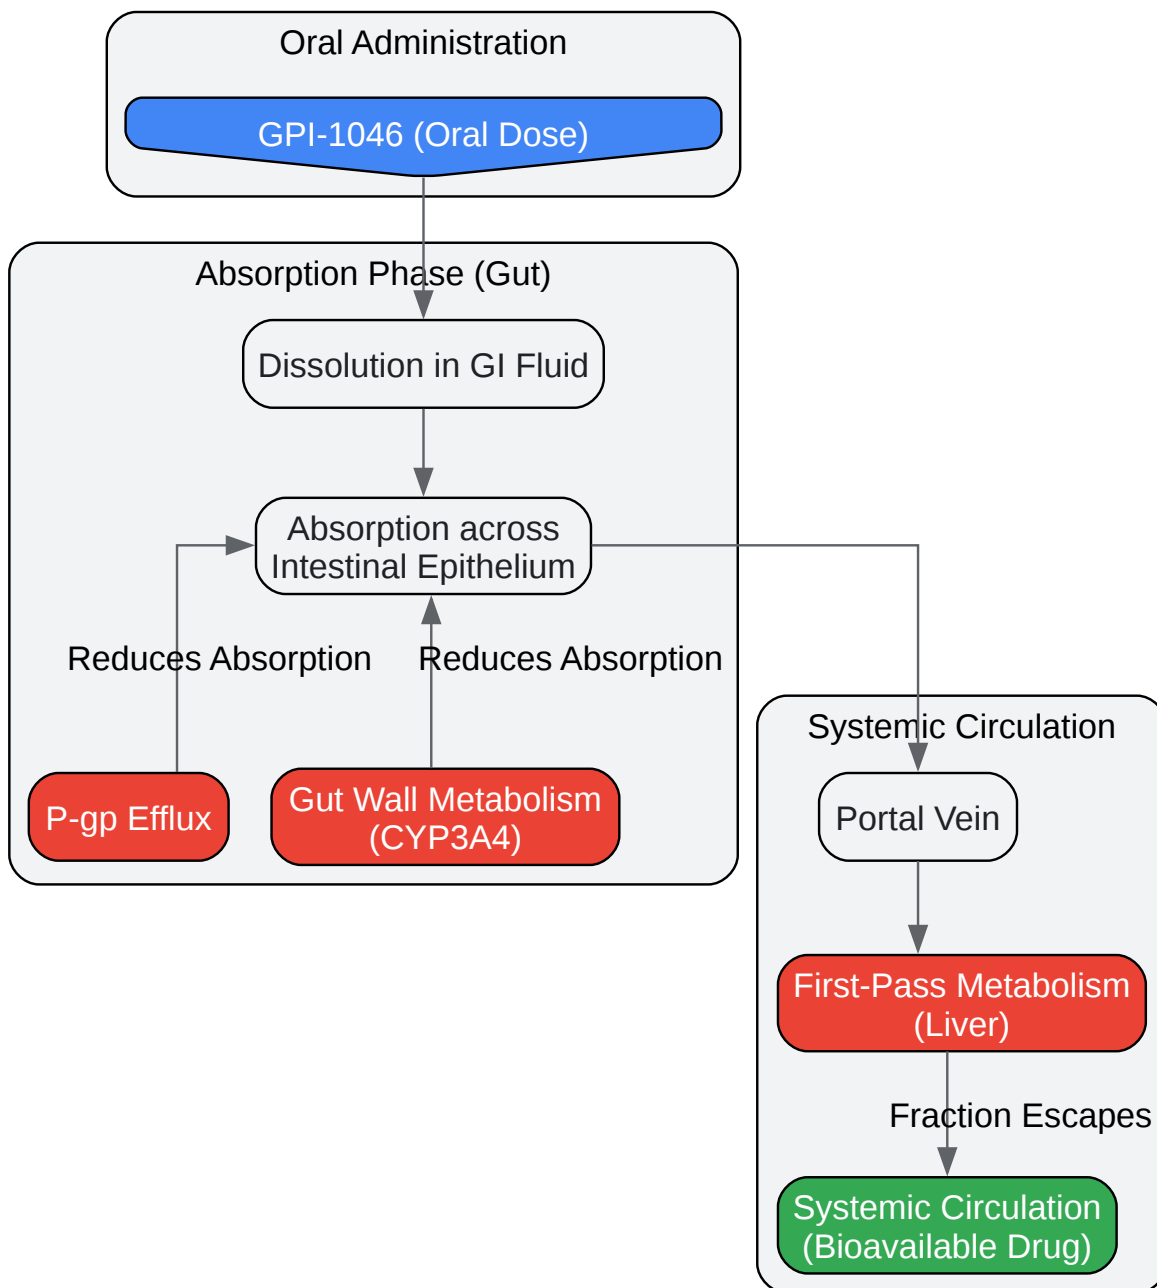 Oral Administration
GPI-1046 (Oral Dose)
Absorption Phase (Gut)
Dissolution in GI Fluid
Absorption across
Intestinal Epithelium
Reduces Absorption
Reduces Absorption
P-gp Efflux
Gut Wall Metabolism
(CYP3A4)
Systemic Circulation
Portal Vein
First-Pass Metabolism
(Liver)
Fraction Escapes
Systemic Circulation
(Bioavailable Drug)